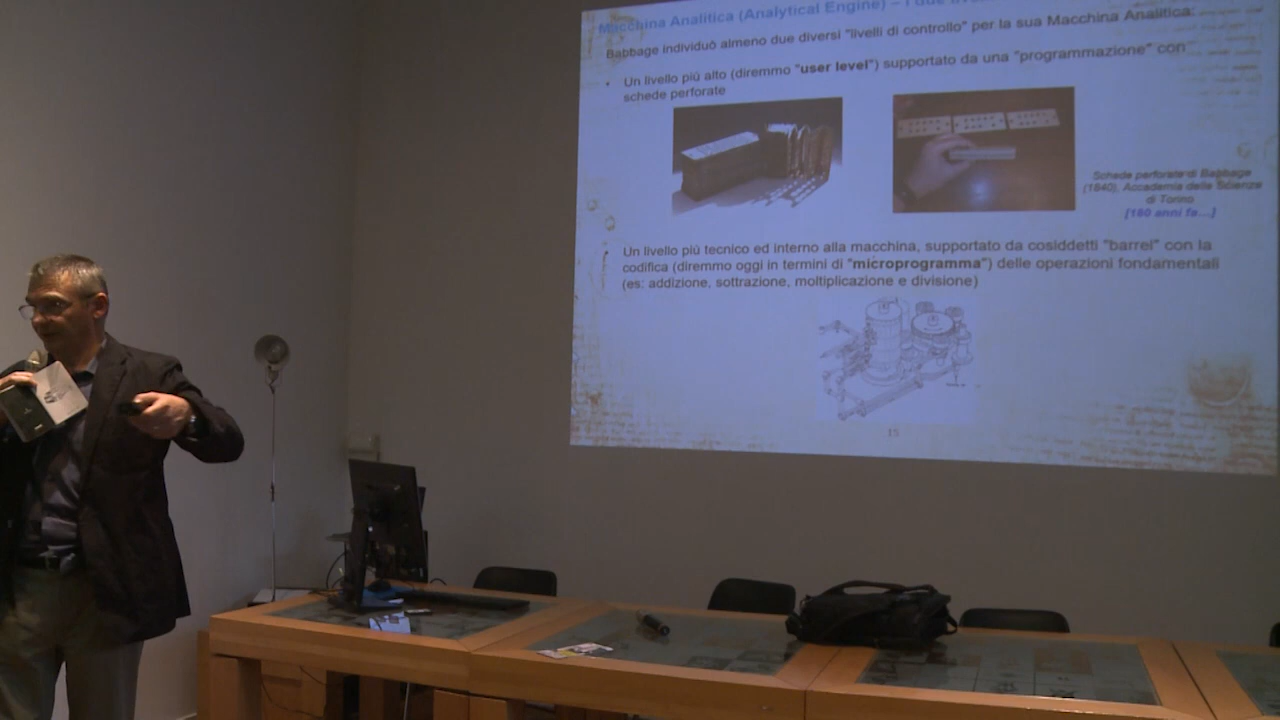 Macchina Analitica (Analytical Engine) – I due
Babbage individuò almeno due diversi "livelli di controllo" per la sua Macchina Analitica:
• Un livello più alto (diremmo "user level") supportato da una "programmazione" con
schede perforate
Schede perforate di Babbage
(1840), Accademia delle Scienze
di Torino
[180 anni fa...]
• Un livello più tecnico ed interno alla macchina, supportato da cosiddetti "barrel" con la
codifica (diremmo oggi in termini di "microprogramma") delle operazioni fondamentali
(es: addizione, sottrazione, moltiplicazione e divisione)
15